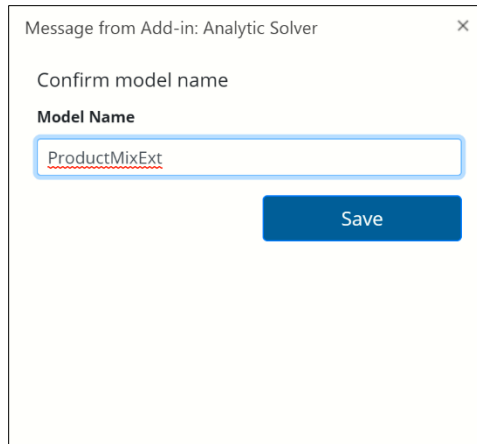 Message from Add-in: Analytic Solver
Confirm model name
Model Name
ProductMixExt
Save